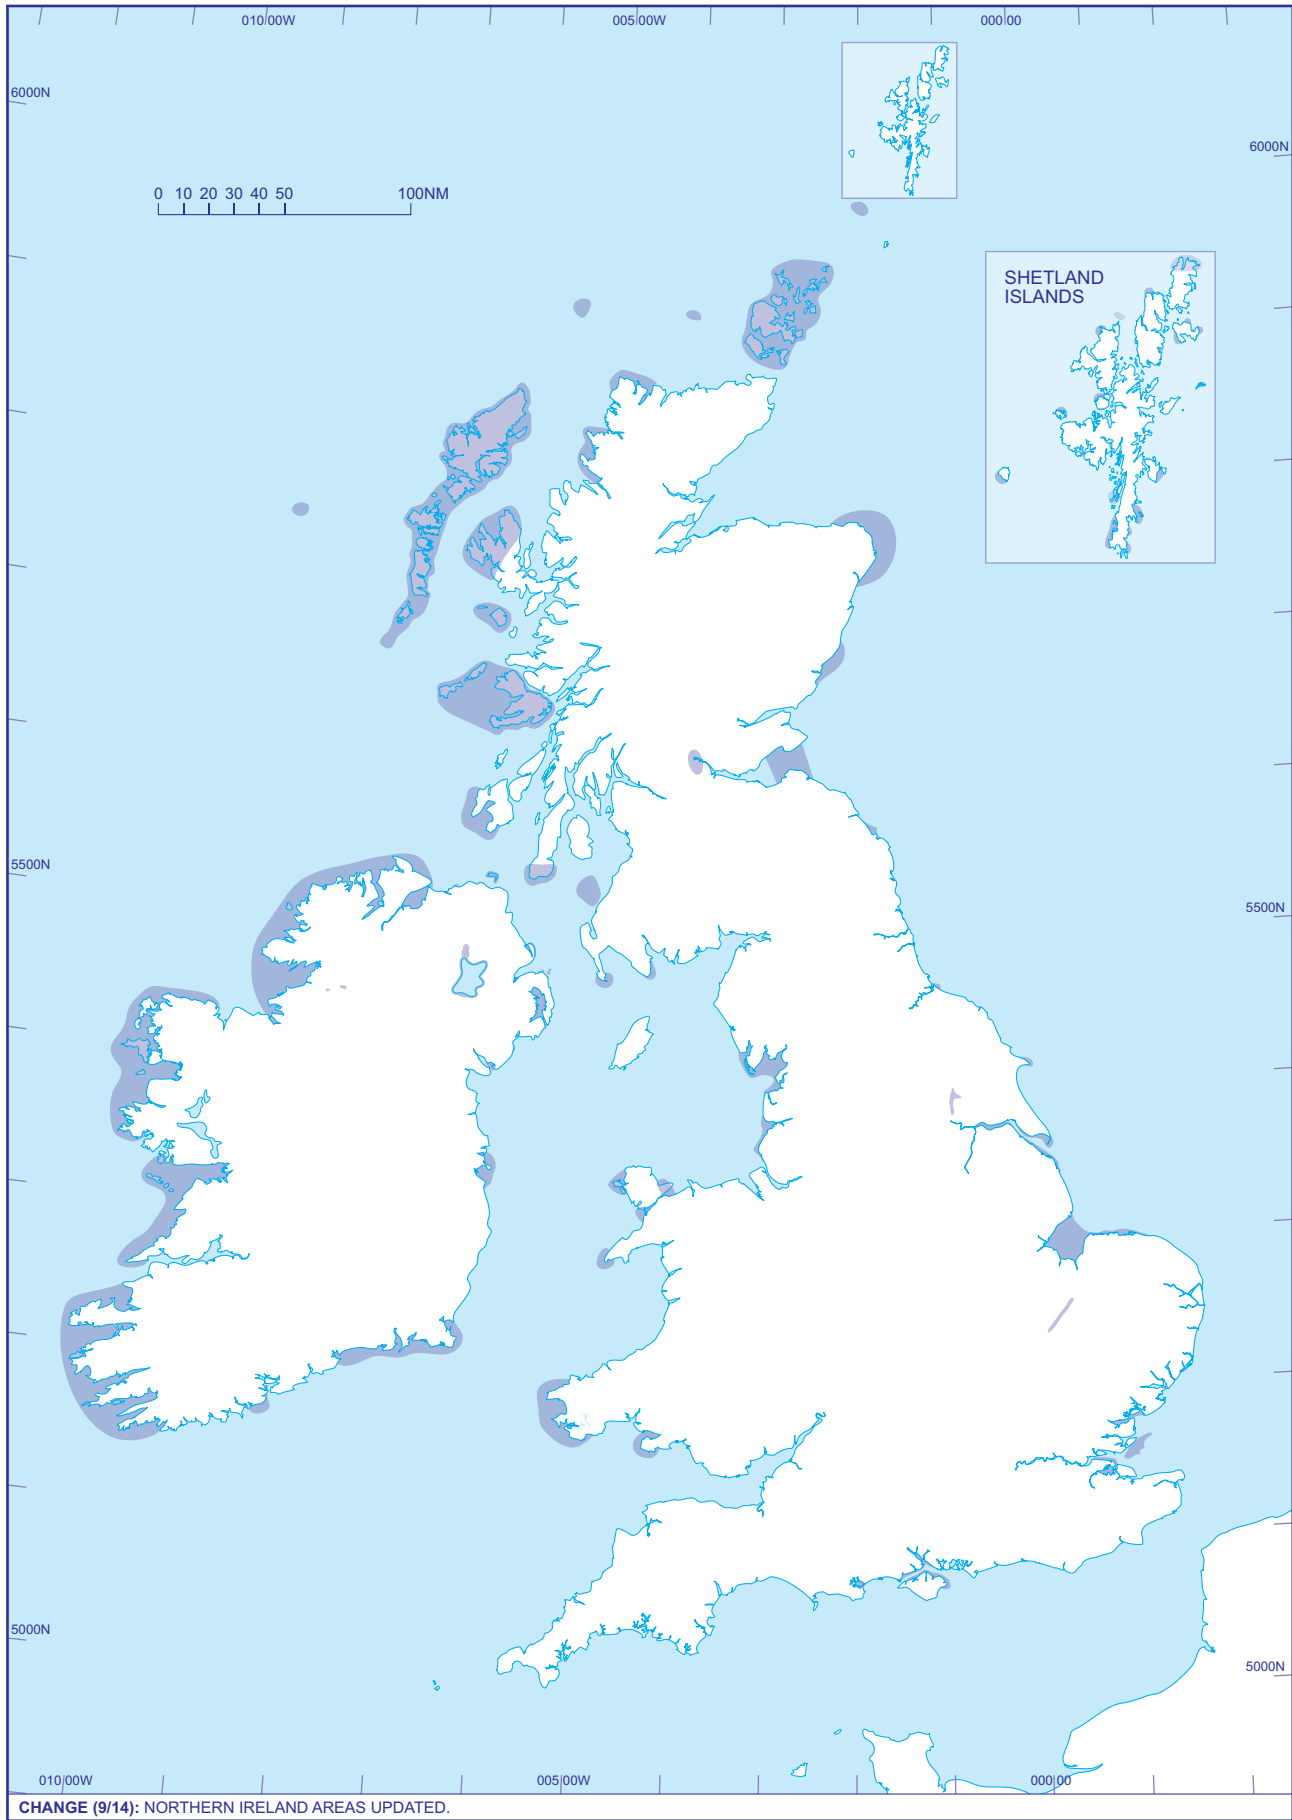 010 00W
005 00W
000 00
6000N
6000N
0 10 20 30 40 50 100NM
SHETLAND
ISLANDS
5500N
5500N
5000N
5000N
010 00W
005 00W
000 00
CHANGE (9/14): NORTHERN IRELAND AREAS UPDATED.